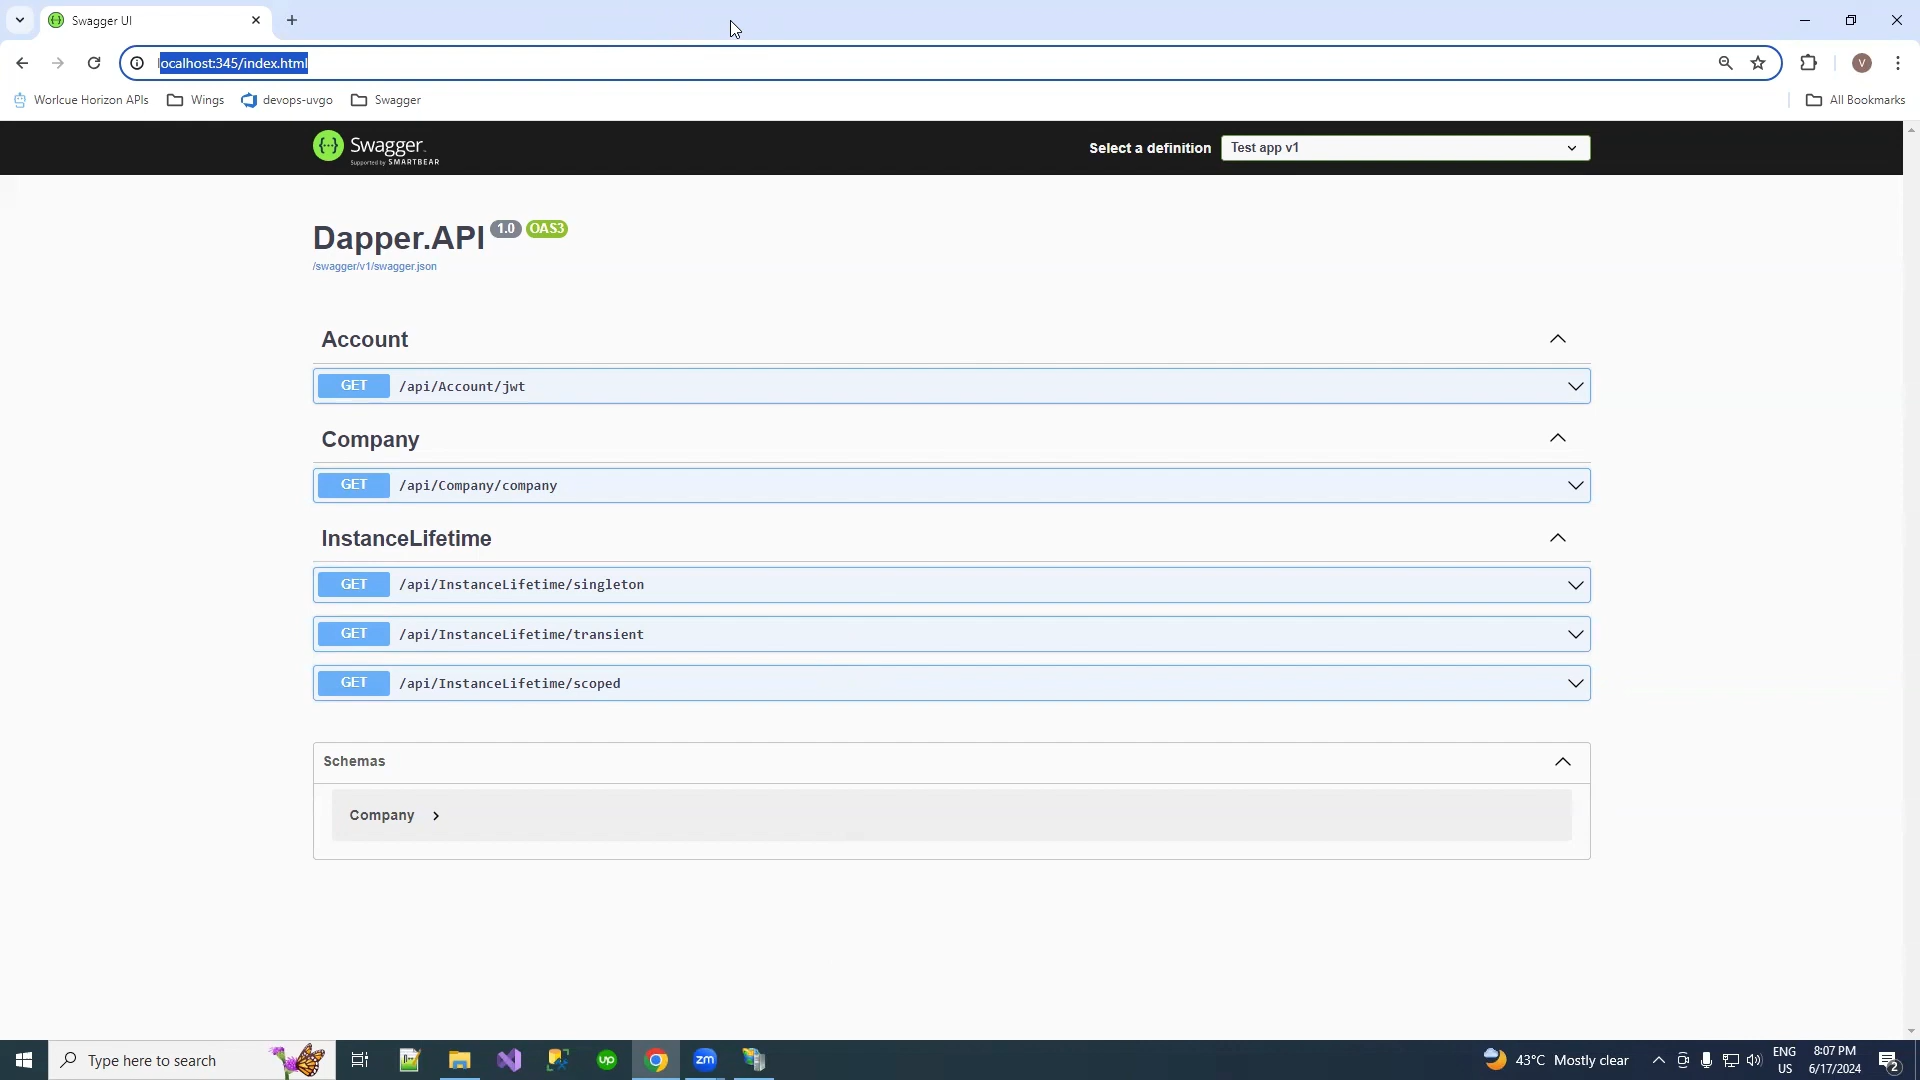 Swagger UI
localhost:345/index.html
V
Worlcue Horizon APIs
Wings
devops-uvgo
Swagger
All Bookmarks
Swagger
Supported by SMARTBEAR
Select a definition
Test app v1
Dapper.API 1.0 OAS3
/swagger/v1/swagger.json
Account
GET /api/Account/jwt
Company
GET /api/Company/company
InstanceLifetime
GET /api/InstanceLifetime/singleton
GET /api/InstanceLifetime/transient
GET /api/InstanceLifetime/scoped
Schemas
Company
Type here to search
up
zm
43°C Mostly clear
ENG
US
8:07 PM
6/17/2024
2